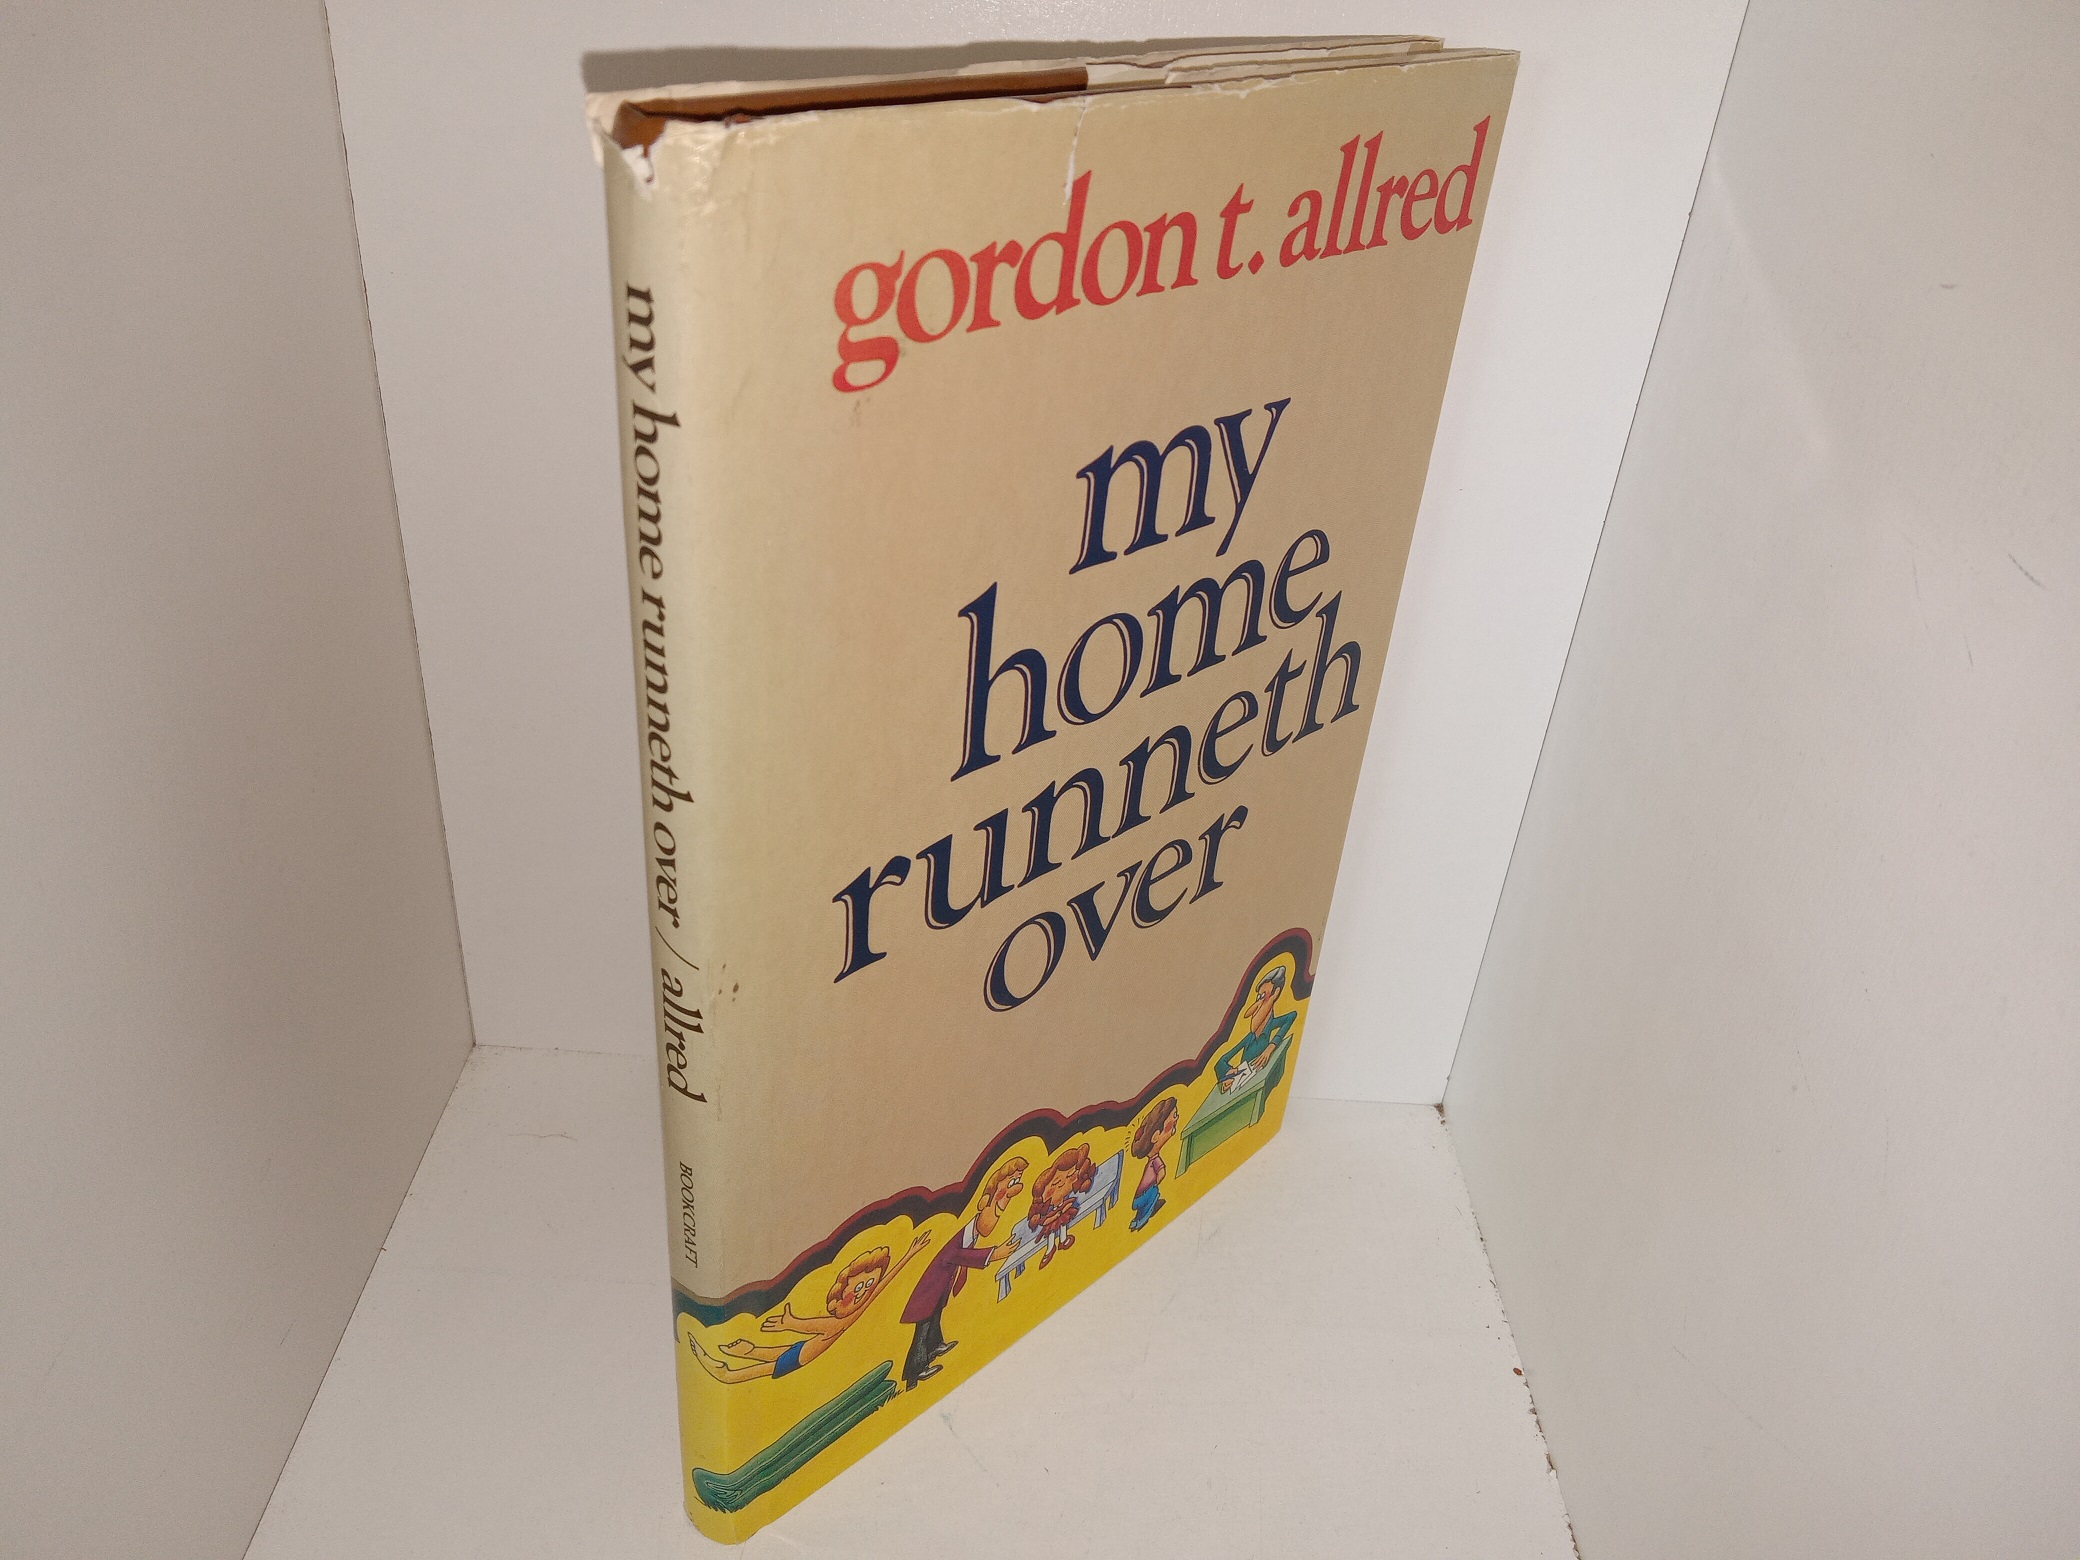 gordon t. allred
my
home
runneth
over
my home runneth over / allred
BOOKCRAFT